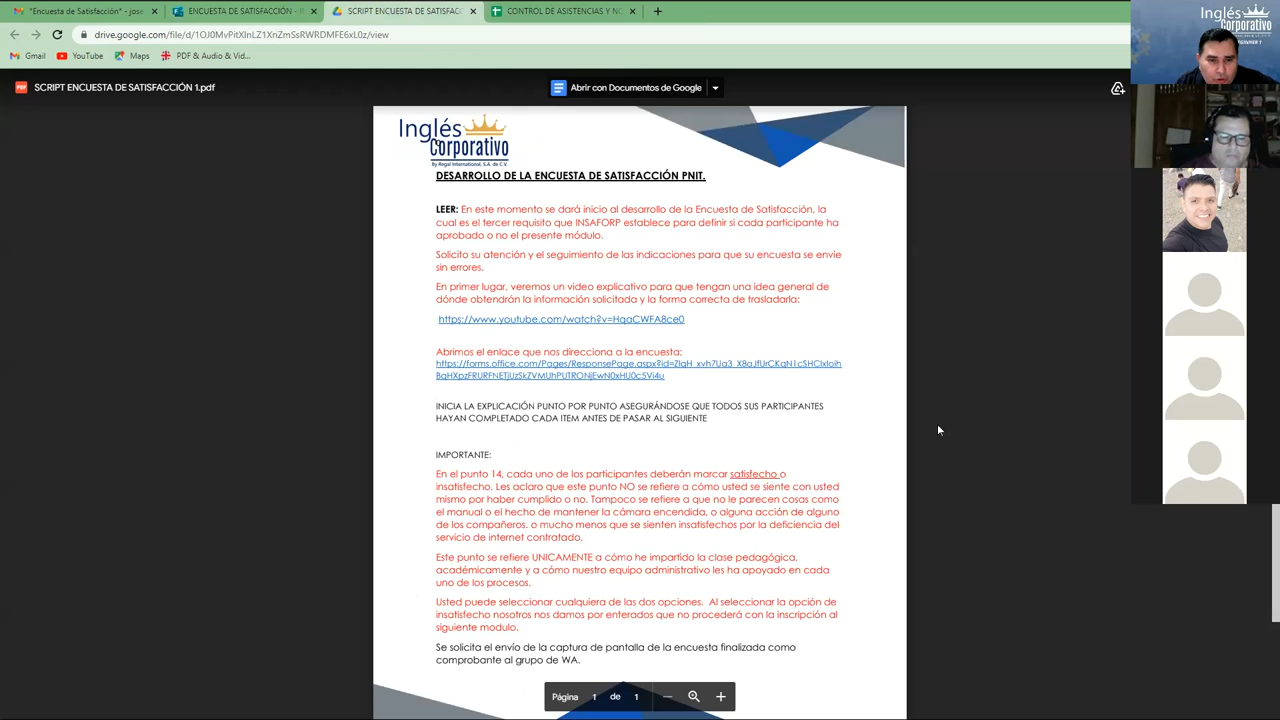 "Encuesta de Satisfacción" - jose
ENCUESTA DE SATISFACCIÓN - R
SCRIPT ENCUESTA DE SATISFACC
CONTROL DE ASISTENCIAS Y NO
drive.google.com/file/d/1OJ0MvPitXlnLZ1XnZmSsRWRDMFE6xL0z/view
Gmail
YouTube
Maps
PDF & Audio & Vid...
SCRIPT ENCUESTA DE SATISFACCIÓN 1.pdf
Abrir con Documentos de Google
Inglés
Corporativo
By Regal International, S.A. de C.V.
DESARROLLO DE LA ENCUESTA DE SATISFACCIÓN PNIT.
LEER: En este momento se dará inicio al desarrollo de la Encuesta de Satisfacción, la
cual es el tercer requisito que INSAFORP establece para definir si cada participante ha
aprobado o no el presente módulo.
Solicito su atención y el seguimiento de las indicaciones para que su encuesta se envíe
sin errores.
En primer lugar, veremos un video explicativo para que tengan una idea general de
dónde obtendrán la información solicitada y la forma correcta de trasladarla:
https://www.youtube.com/watch?v=HqaCWFA8ce0
Abrimos el enlace que nos direcciona a la encuesta:
INICIA LA EXPLICACIÓN PUNTO POR PUNTO ASEGURÁNDOSE QUE TODOS SUS PARTICIPANTES
HAYAN COMPLETADO CADA ITEM ANTES DE PASAR AL SIGUIENTE
IMPORTANTE:
En el punto 14, cada uno de los participantes deberán marcar satisfecho o
insatisfecho. Les aclaro que este punto NO se refiere a cómo usted se siente con usted
mismo por haber cumplido o no. Tampoco se refiere a que no le parecen cosas como
el manual o el hecho de mantener la cámara encendida, o alguna acción de alguno
de los compañeros. o mucho menos que se sienten insatisfechos por la deficiencia del
servicio de internet contratado.
Este punto se refiere UNICAMENTE a cómo he impartido la clase pedagógica,
académicamente y a cómo nuestro equipo administrativo les ha apoyado en cada
uno de los procesos.
Usted puede seleccionar cualquiera de las dos opciones. Al seleccionar la opción de
insatisfecho nosotros nos damos por enterados que no procederá con la inscripción al
siguiente modulo.
Se solicita el envío de la captura de pantalla de la encuesta finalizada como
comprobante al grupo de WA.
Página 1 de 1
Inglés
Corporativo